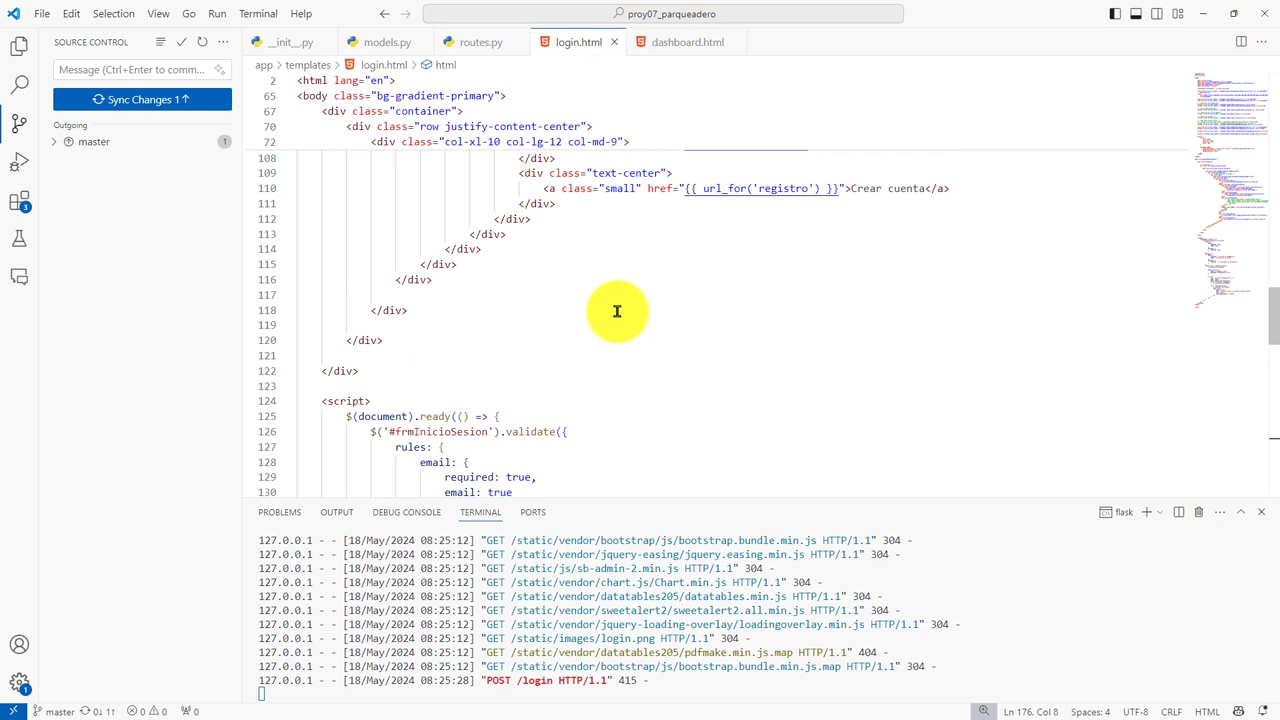 File Edit Selection View Go Run Terminal Help
proy07_parqueadero
SOURCE CONTROL
__init__.py
models.py
routes.py
login.html
dashboard.html
Message (Ctrl+Enter to comm...
app > templates > login.html > html
Sync Changes 1↑
Commits
master 1
2 <html lang="en">
65 <body class="bg-gradient-primary
class="container">
70 class="row justify-content-center">
72 <div class="col-xl-10 col-lg-12 col-md-9">
108 </div>
109 <div class="text-center">
110 class="small" href="{{ url_for('registro') }}">Crear cuenta</a>
111 <div>
112 </div>
113 </div>
114 </div>
115 </div>
116 </div>
117
118 </div>
119
120 </div>
121
122 </div>
123
124 <script>
125 $(document).ready(() => {
126 $('#frmInicioSesion').validate({
127 rules: {
128 email: {
129 required: true,
130 email: true
PROBLEMS OUTPUT DEBUG CONSOLE TERMINAL PORTS
flask
127.0.0.1 - - [18/May/2024 08:25:12] "GET /static/vendor/bootstrap/js/bootstrap.bundle.min.js HTTP/1.1" 304 -
127.0.0.1 - - [18/May/2024 08:25:12] "GET /static/vendor/jquery-easing/jquery.easing.min.js HTTP/1.1" 304 -
127.0.0.1 - - [18/May/2024 08:25:12] "GET /static/js/sb-admin-2.min.js HTTP/1.1" 304 -
127.0.0.1 - - [18/May/2024 08:25:12] "GET /static/vendor/chart.js/Chart.min.js HTTP/1.1" 304 -
127.0.0.1 - - [18/May/2024 08:25:12] "GET /static/vendor/datatables205/datatables.min.js HTTP/1.1" 304 -
127.0.0.1 - - [18/May/2024 08:25:12] "GET /static/vendor/sweetalert2/sweetalert2.all.min.js HTTP/1.1" 304 -
127.0.0.1 - - [18/May/2024 08:25:12] "GET /static/vendor/jquery-loading-overlay/loadingoverlay.min.js HTTP/1.1" 304 -
127.0.0.1 - - [18/May/2024 08:25:12] "GET /static/images/login.png HTTP/1.1" 304 -
127.0.0.1 - - [18/May/2024 08:25:12] "GET /static/vendor/datatables205/pdfmake.min.js.map HTTP/1.1" 404 -
127.0.0.1 - - [18/May/2024 08:25:12] "GET /static/vendor/bootstrap/js/bootstrap.bundle.min.js.map HTTP/1.1" 304 -
127.0.0.1 - - [18/May/2024 08:25:28] "POST /login HTTP/1.1" 415 -
master 0↓ 1↑ 0 0 0 Ln 176, Col 8 Spaces: 4 UTF-8 CRLF HTML